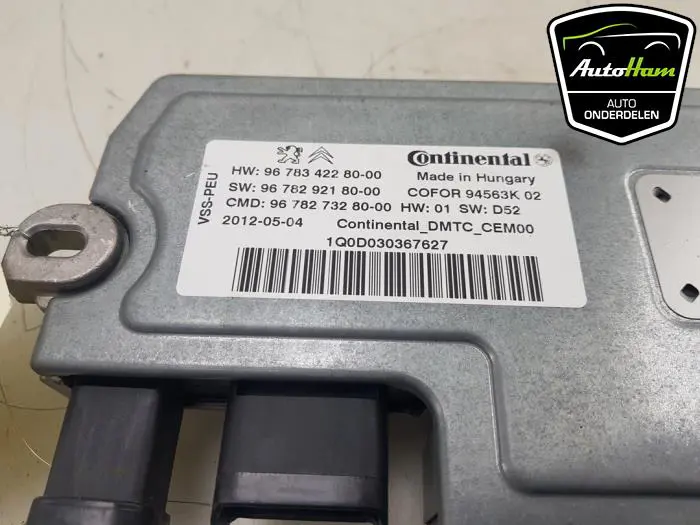 AutoHam
AUTO
ONDERDELEN
VSS-PEU
Continental
HW: 96 783 422 80-00 Made in Hungary
SW: 96 782 921 80-00 COFOR 94563K 02
CMD: 96 782 732 80-00 HW: 01 SW: D52
2012-05-04 Continental_DMTC_CEM00
1Q0D030367627